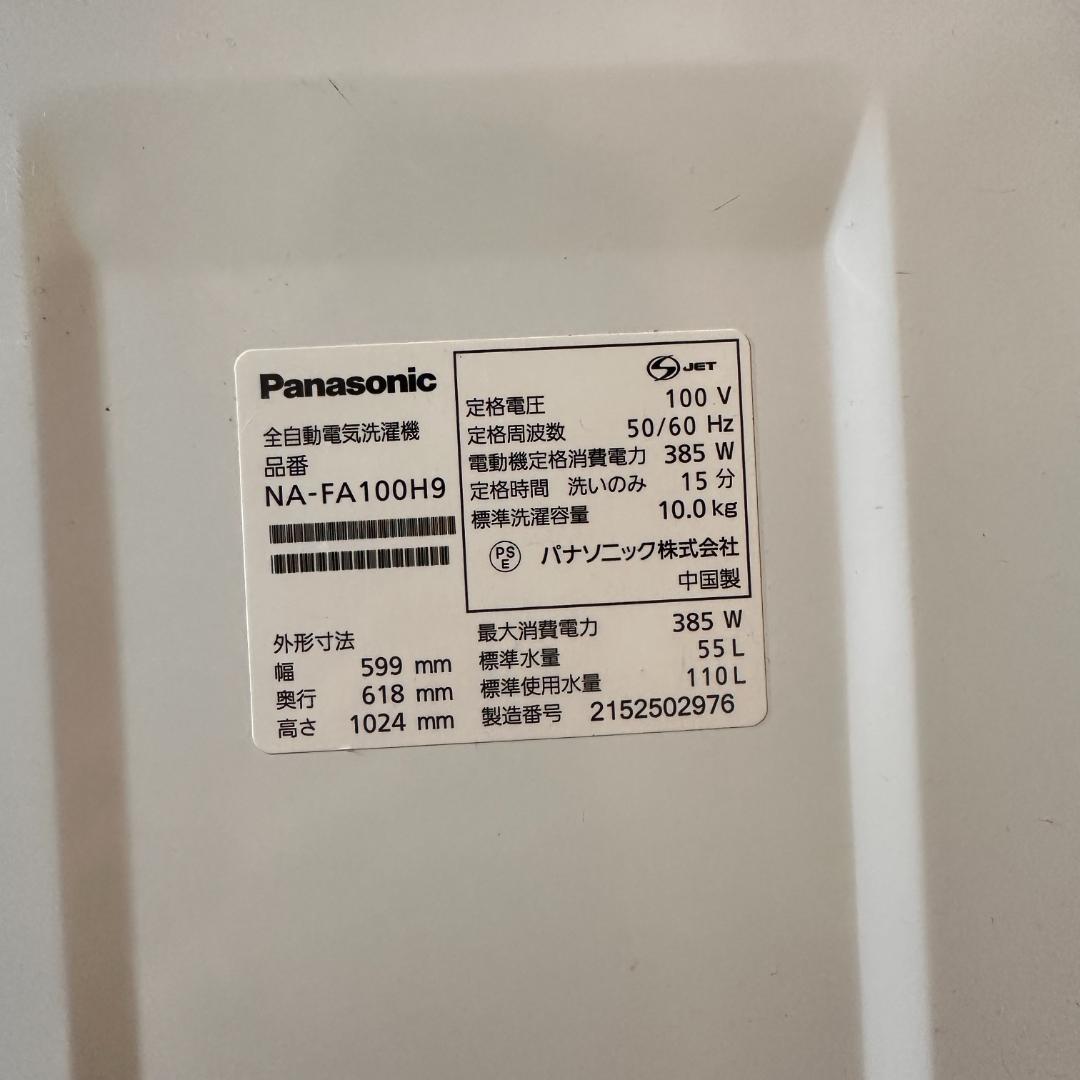 Panasonic
全自動電気洗濯機
品番
NA-FA100H9
外形寸法
幅 599 mm
奥行 618 mm
高さ 1024 mm
S JET
定格電圧 100 V
定格周波数 50/60 Hz
電動機定格消費電力 385 W
定格時間 洗いのみ 15 分
標準洗濯容量 10.0 kg
PS E パナソニック株式会社
中国製
最大消費電力 385 W
標準水量 55 L
標準使用水量 110 L
製造番号 2152502976